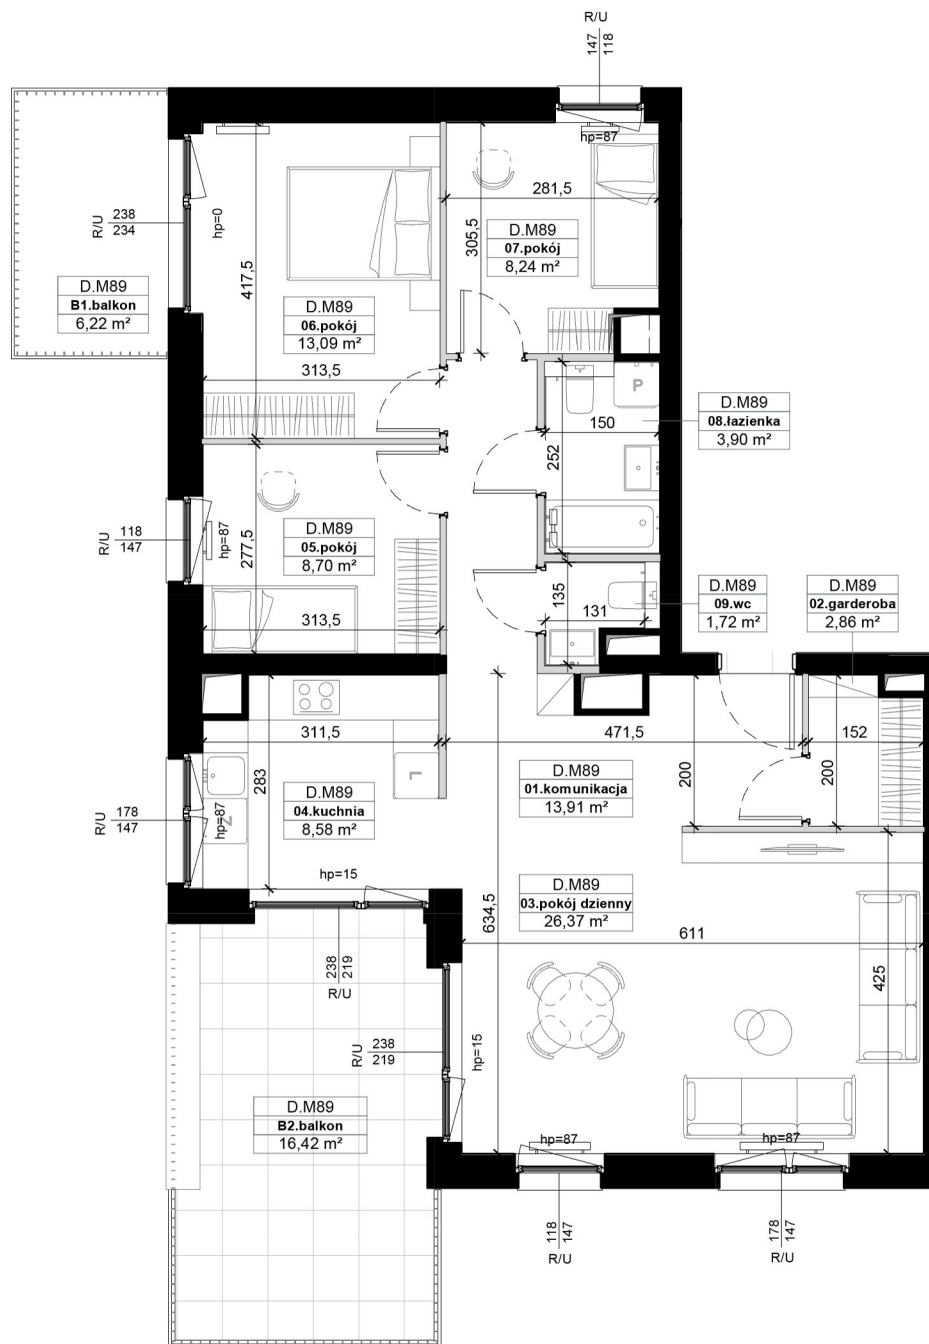 R/U
147
118
hp=87
281,5
305,5
D.M89
07.pokój
8,24 m²
R/U
238
234
hp=0
417,5
D.M89
B1.balkon
6,22 m²
D.M89
06.pokój
13,09 m²
313,5
P
150
252
D.M89
08.łazienka
3,90 m²
R/U
118
147
hp=87
277,5
D.M89
05.pokój
8,70 m²
313,5
135
131
D.M89
09.wc
1,72 m²
D.M89
02.garderoba
2,86 m²
311,5
471,5
152
283
200
200
L
Z
R/U
178
147
hp=87
D.M89
04.kuchnia
8,58 m²
D.M89
01.komunikacja
13,91 m²
hp=15
D.M89
03.pokój dzienny
26,37 m²
634,5
611
425
238
219
R/U
R/U
238
219
hp=15
D.M89
B2.balkon
16,42 m²
hp=87
hp=87
118
147
R/U
178
147
R/U